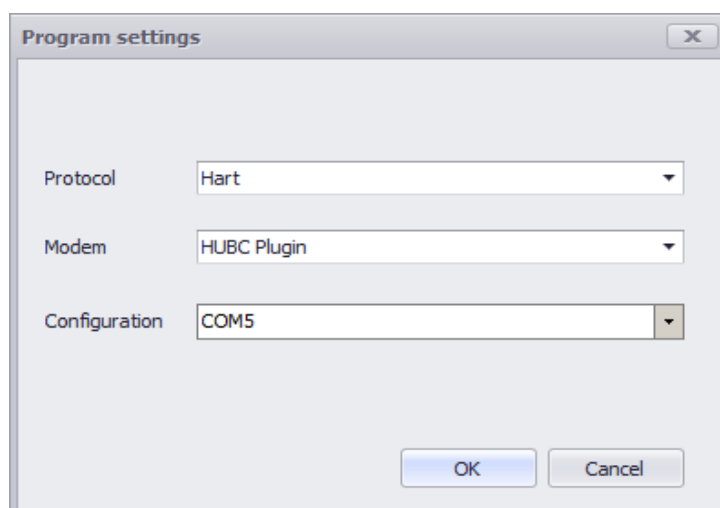 Program settings
Protocol Hart
Modem HUBC Plugin
Configuration COM5
OK Cancel